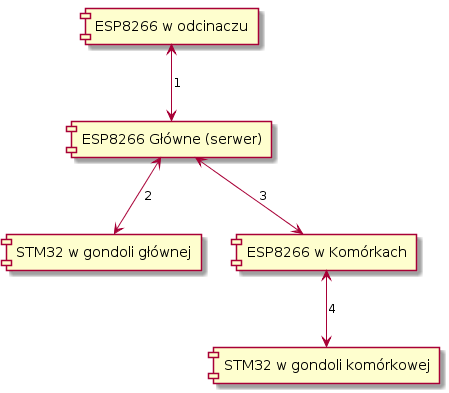 ESP8266 w odcinaczu
1
ESP8266 Główne (serwer)
2
3
STM32 w gondoli głównej
ESP8266 w Komórkach
4
STM32 w gondoli komórkowej